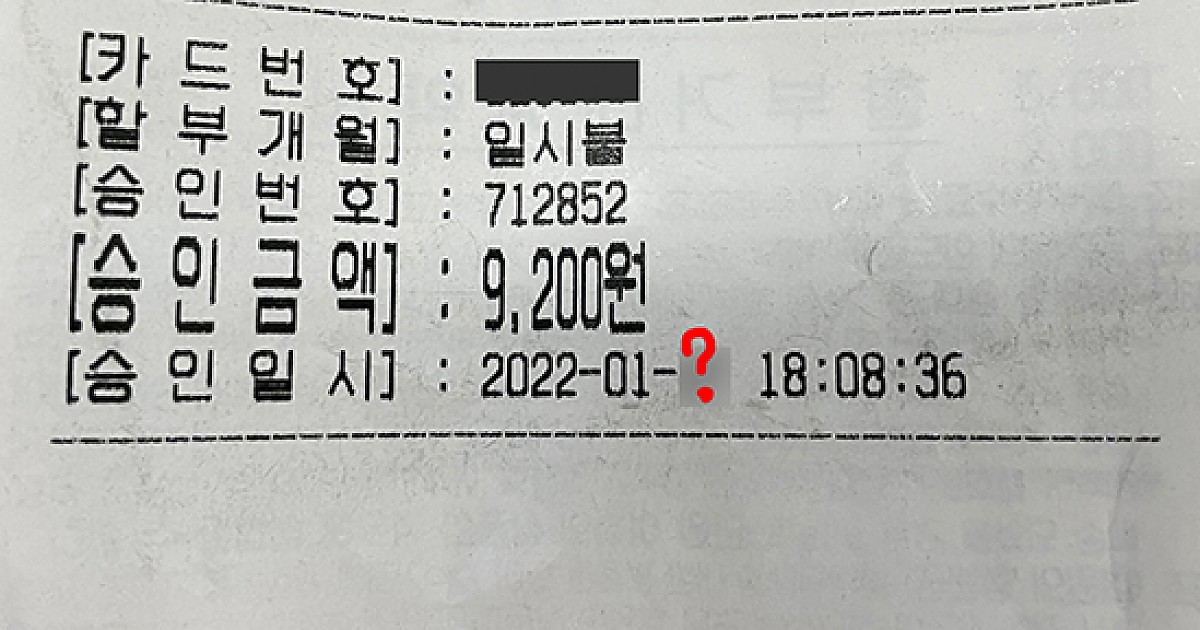 [카 드 번 호] :
[할 부 개 월] : 일시불
[승 인 번 호] : 712852
[승 인 금 액] : 9,200원
[승 인 일 시] : 2022-01-? 18:08:36